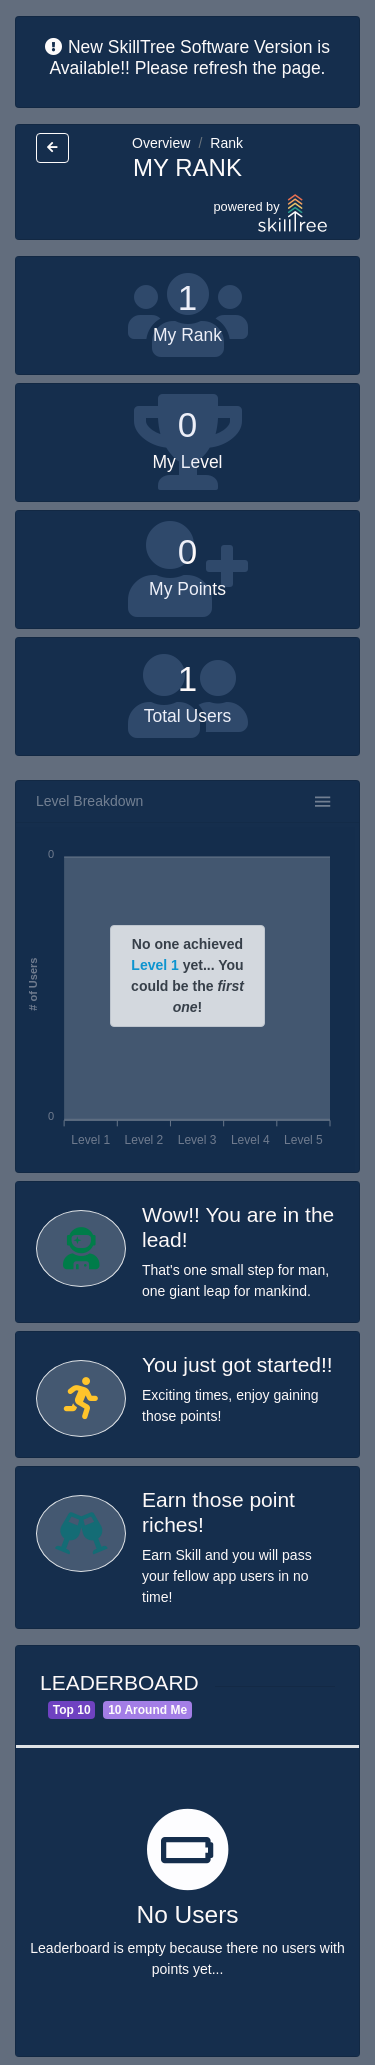 New SkillTree Software Version is
Available!! Please refresh the page.
Overview / Rank
MY RANK
powered by
skilltree
1
My Rank
0
My Level
0
My Points
1
Total Users
Level Breakdown
0
# of Users
No one achieved
Level 1 yet... You
could be the first
one!
0
Level 1 Level 2 Level 3 Level 4 Level 5
Wow!! You are in the
lead!
That's one small step for man,
one giant leap for mankind.
You just got started!!
Exciting times, enjoy gaining
those points!
Earn those point
riches!
Earn Skill and you will pass
your fellow app users in no
time!
LEADERBOARD
Top 10 10 Around Me
No Users
Leaderboard is empty because there no users with
points yet...